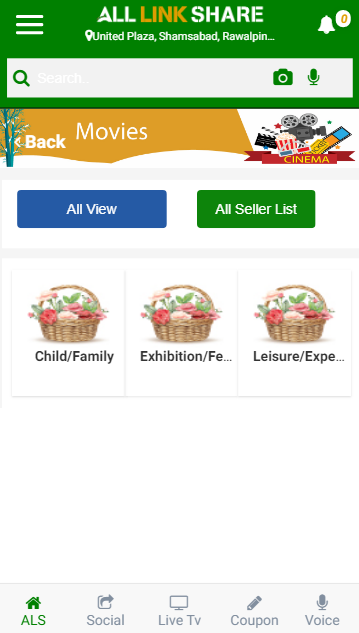 ALL LINK SHARE
United Plaza, Shamsabad, Rawalpin...
0
Search..
Back
Movies
CINEMA
All View
All Seller List
Child/Family
Exhibition/Fe...
Leisure/Expe...
ALS
Social
Live Tv
Coupon
Voice